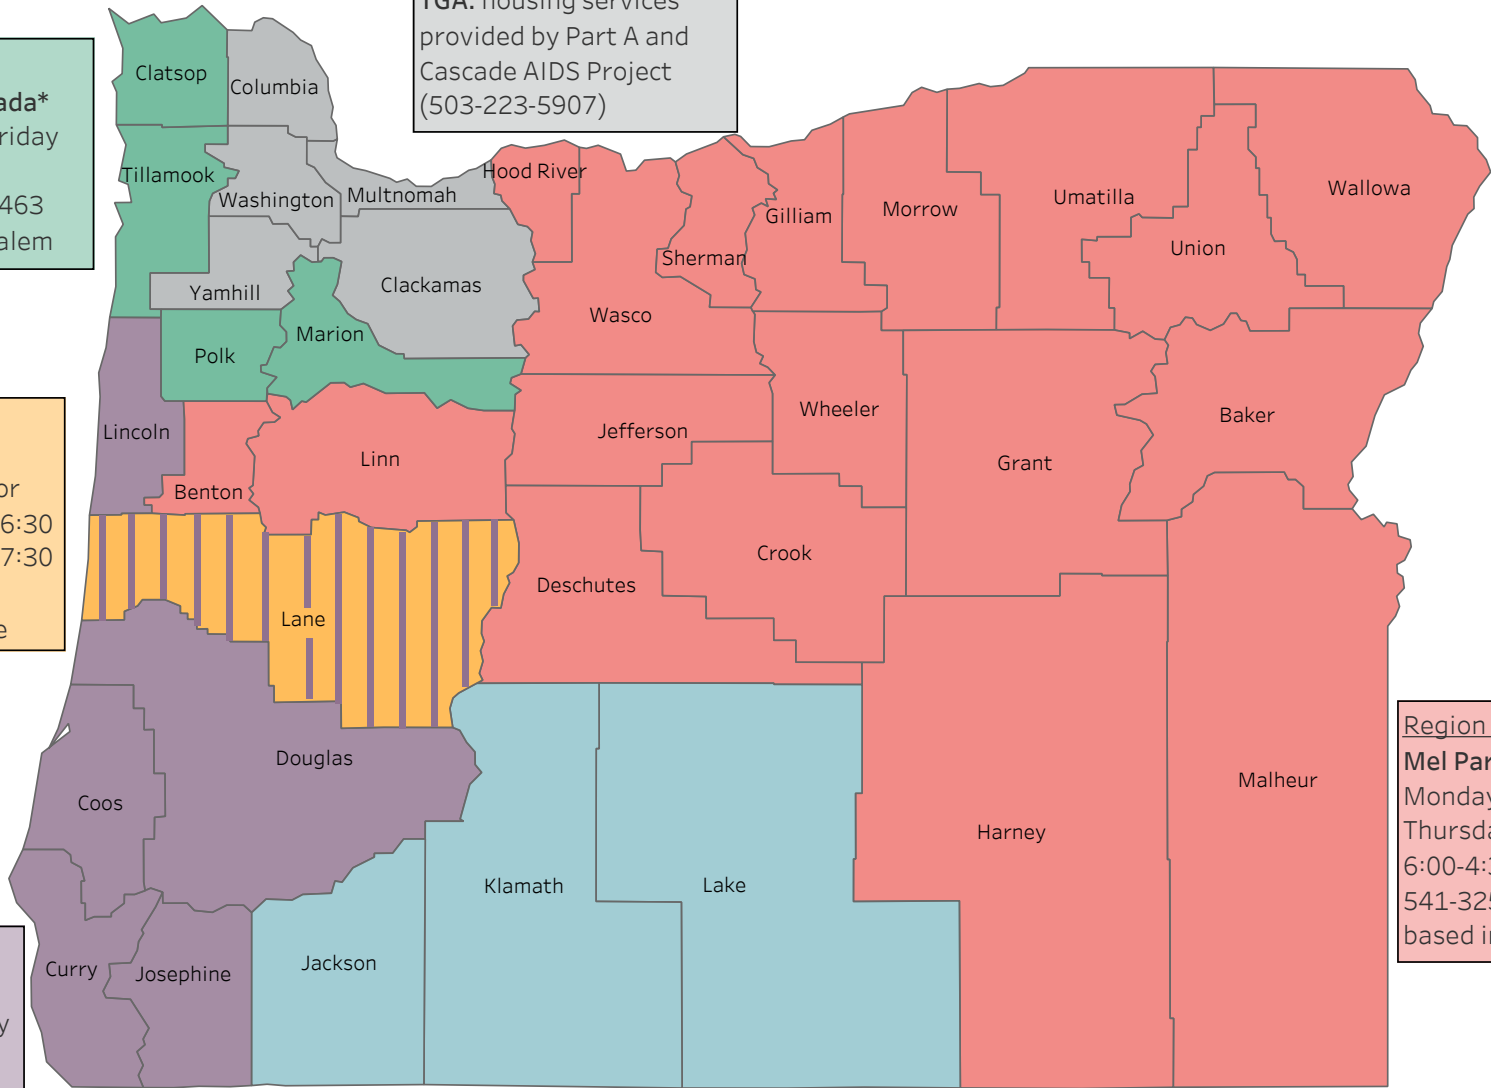 TGA: housing services
provided by Part A and
Cascade AIDS Project
(503-223-5907)
ada*
riday
463
alem
or
6:30
7:30
e
y
Region
Mel Par
Monday
Thursda
6:00-4:3
541-325
based in
Clatsop
Columbia
Tillamook
Washington
Multnomah
Hood River
Yamhill
Clackamas
Marion
Polk
Wasco
Sherman
Gilliam
Morrow
Umatilla
Union
Wallowa
Lincoln
Benton
Linn
Jefferson
Wheeler
Grant
Baker
Lane
Deschutes
Crook
Douglas
Coos
Klamath
Lake
Harney
Malheur
Curry
Josephine
Jackson